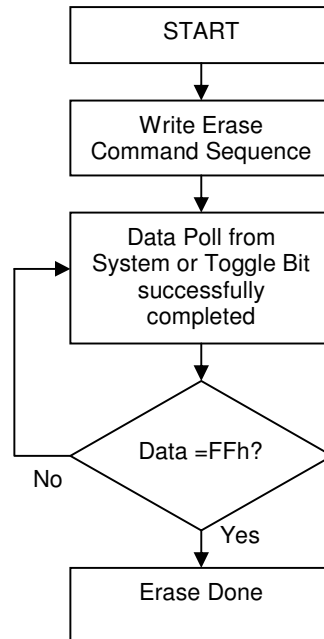 START
Write Erase
Command Sequence
Data Poll from
System or Toggle Bit
successfully
completed
Data =FFh?
No
Yes
Erase Done